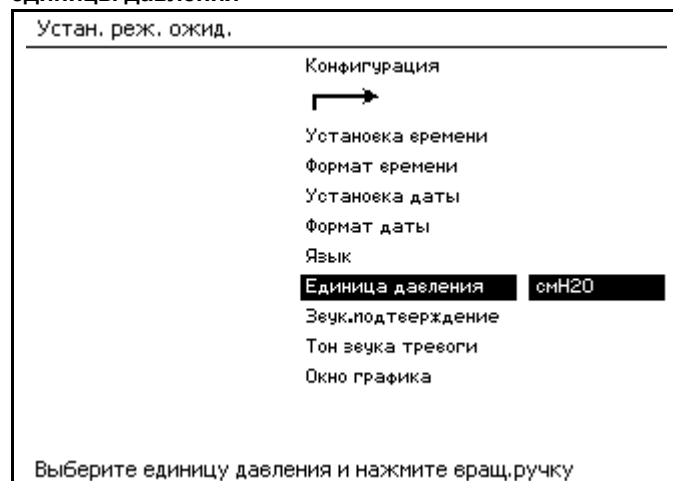 Устан. реж. ожид.
Конфигурация
Установка времени
Формат времени
Установка даты
Формат даты
Язык
Единица давления смH2O
Звук.подтверждение
Тон звука тревоги
Окно графика
Выберите единицу давления и нажмите вращ.ручку